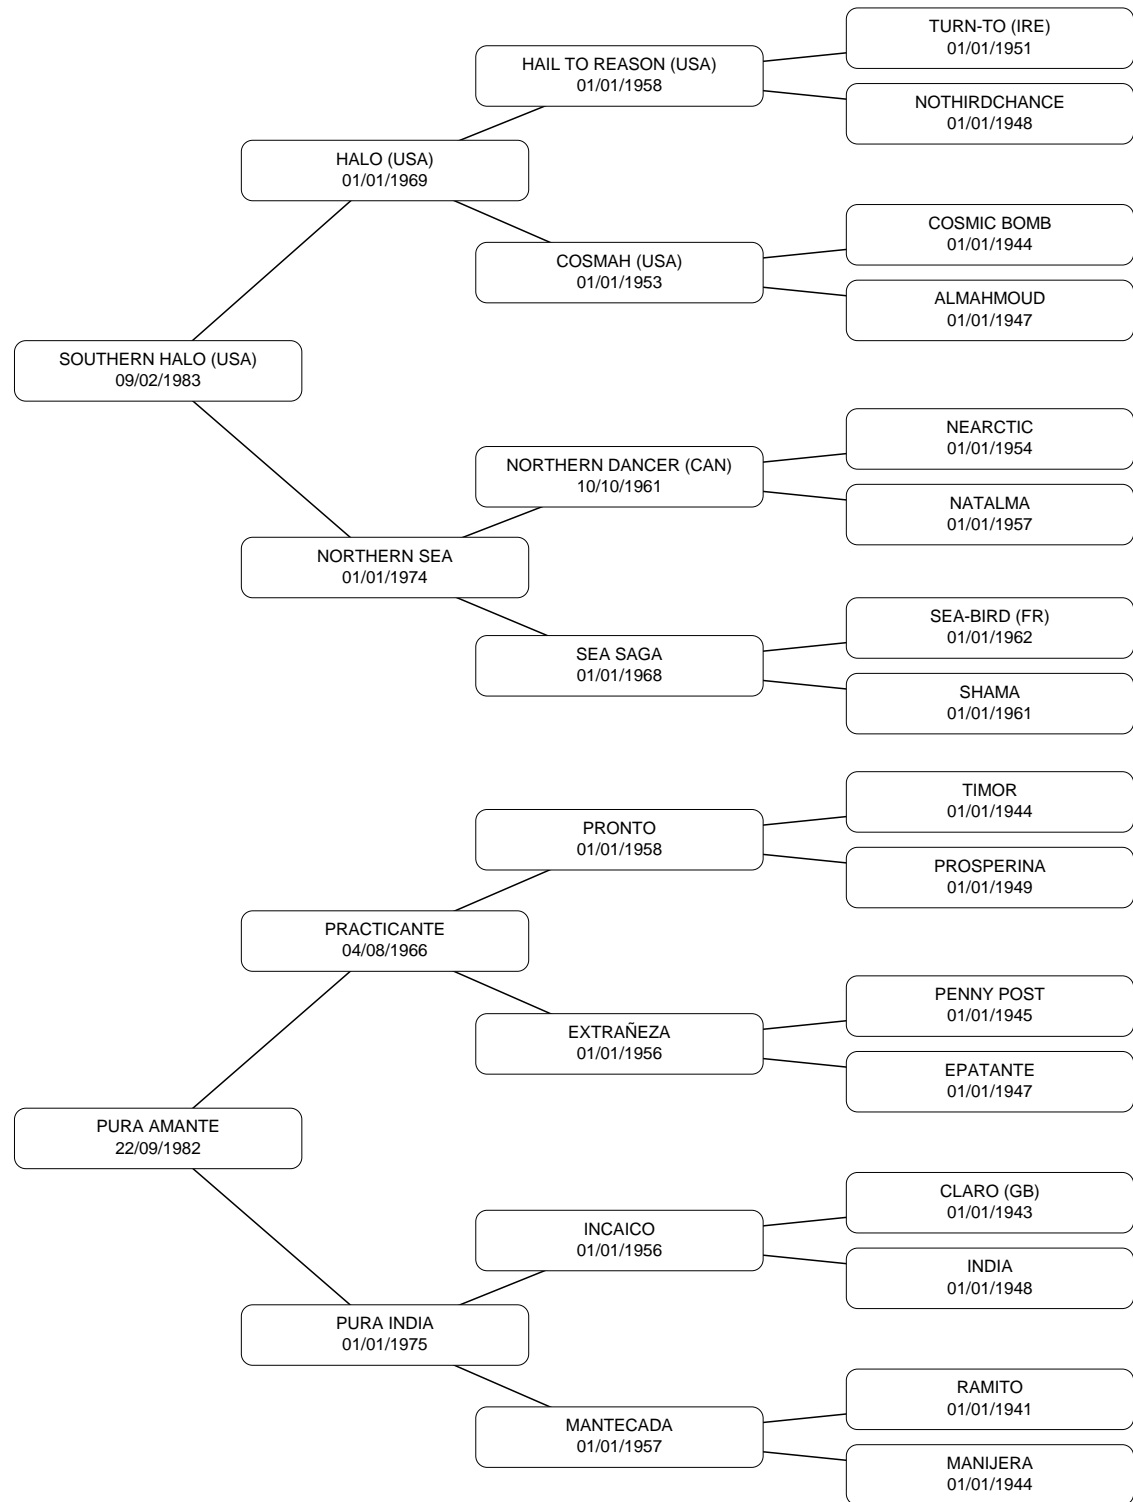 TURN-TO (IRE)
01/01/1951
HAIL TO REASON (USA)
01/01/1958
NOTHIRDCHANCE
01/01/1948
HALO (USA)
01/01/1969
COSMIC BOMB
01/01/1944
COSMAH (USA)
01/01/1953
ALMAHMOUD
01/01/1947
SOUTHERN HALO (USA)
09/02/1983
NEARCTIC
01/01/1954
NORTHERN DANCER (CAN)
10/10/1961
NATALMA
01/01/1957
NORTHERN SEA
01/01/1974
SEA-BIRD (FR)
01/01/1962
SEA SAGA
01/01/1968
SHAMA
01/01/1961
TIMOR
01/01/1944
PRONTO
01/01/1958
PROSPERINA
01/01/1949
PRACTICANTE
04/08/1966
PENNY POST
01/01/1945
EXTRAÑEZA
01/01/1956
EPATANTE
01/01/1947
PURA AMANTE
22/09/1982
CLARO (GB)
01/01/1943
INCAICO
01/01/1956
INDIA
01/01/1948
PURA INDIA
01/01/1975
RAMITO
01/01/1941
MANTECADA
01/01/1957
MANIJERA
01/01/1944